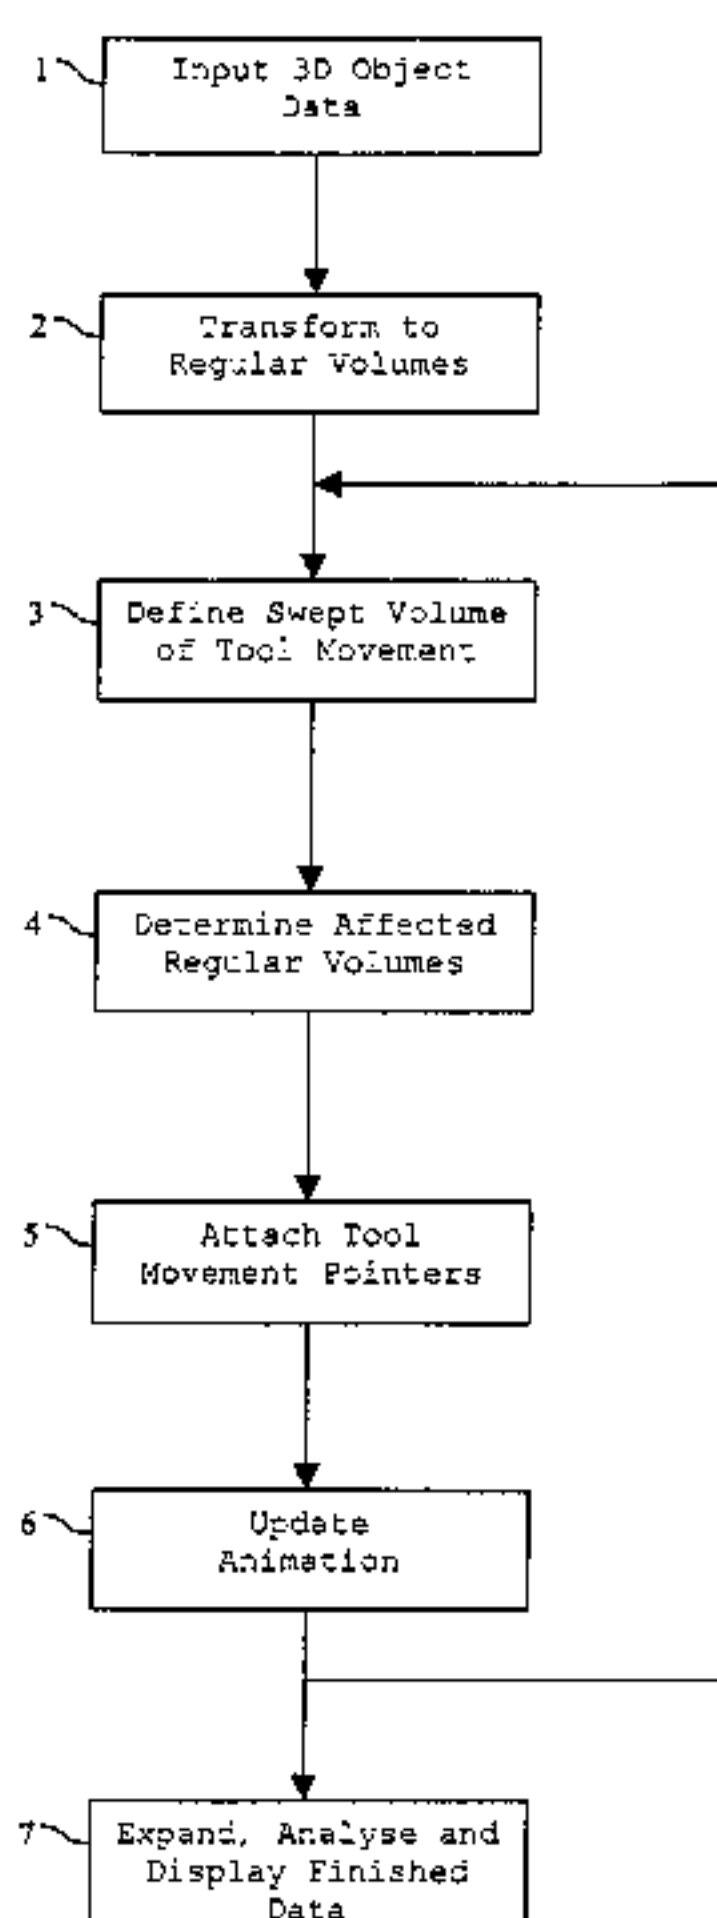 1
Input 3D Object
Data
2
Transform to
Regular Volumes
3
Define Swept Volume
of Tool Movement
4
Determine Affected
Regular Volumes
5
Attach Tool
Movement Pointers
6
Update
Animation
7
Expand, Analyse and
Display Finished
Data